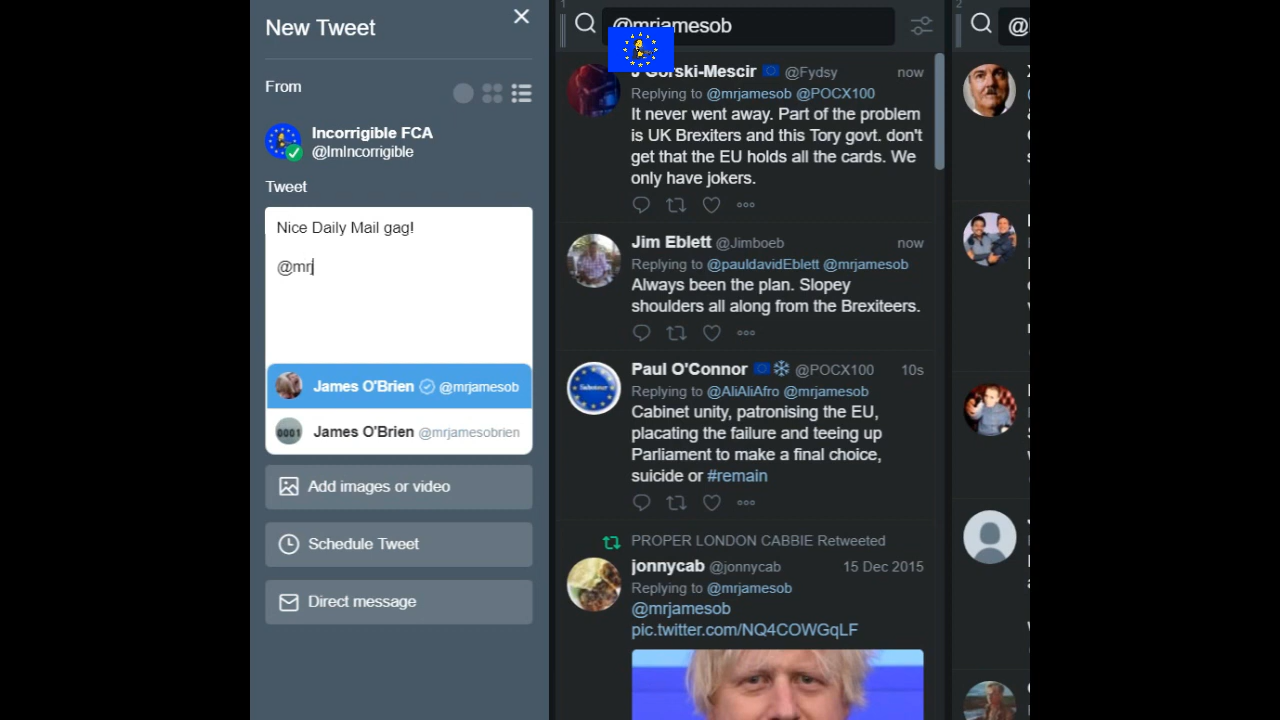 New Tweet
From
Incorrigible FCA
@ImIncorrigible
Tweet
Nice Daily Mail gag!
@mrj
James O'Brien @mrjamesob
0001 James O'Brien @mrjamesobrien
Add images or video
Schedule Tweet
Direct message
1
@mrjamesob
J Gorski-Mescir @Fydsy now
Replying to @mrjamesob @POCX100
It never went away. Part of the problem
is UK Brexiters and this Tory govt. don't
get that the EU holds all the cards. We
only have jokers.
Jim Eblett @Jimboeb now
Replying to @pauldavidEblett @mrjamesob
Always been the plan. Slopey
shoulders all along from the Brexiteers.
Saboteur
Paul O'Connor @POCX100 10s
Replying to @AliAliAfro @mrjamesob
Cabinet unity, patronising the EU,
placating the failure and teeing up
Parliament to make a final choice,
suicide or #remain
PROPER LONDON CABBIE Retweeted
jonnycab @jonnycab 15 Dec 2015
Replying to @mrjamesob
@mrjamesob
pic.twitter.com/NQ4COWGqLF
2
@